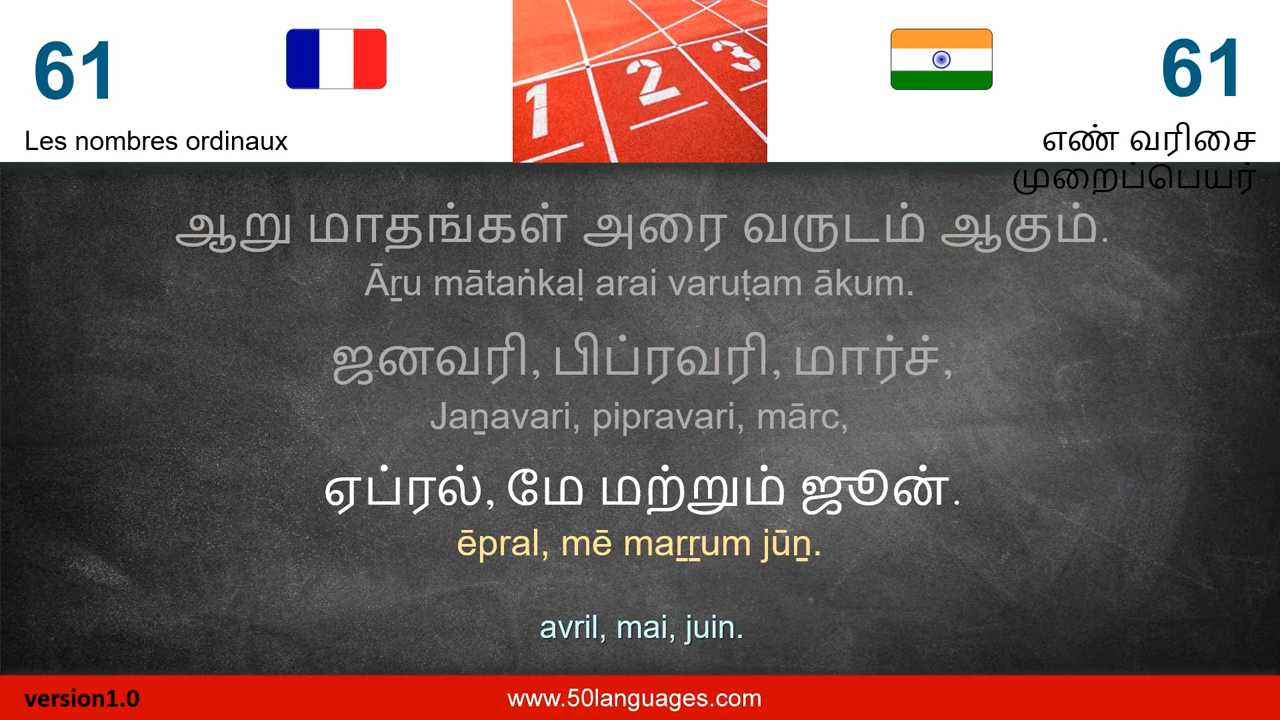 61
61
Les nombres ordinaux
எண் வரிசை
முறைப்பெயர்
1 2 3
ஆறு மாதங்கள் அரை வருடம் ஆகும்.
Āṟu mātaṅkaḷ arai varuṭam ākum.
ஜனவரி, பிப்ரவரி, மார்ச்,
Jaṉavari, pipravari, mārc,
ஏப்ரல், மே மற்றும் ஜூன்.
ēpral, mē maṟṟum jūṉ.
avril, mai, juin.
version1.0
www.50languages.com